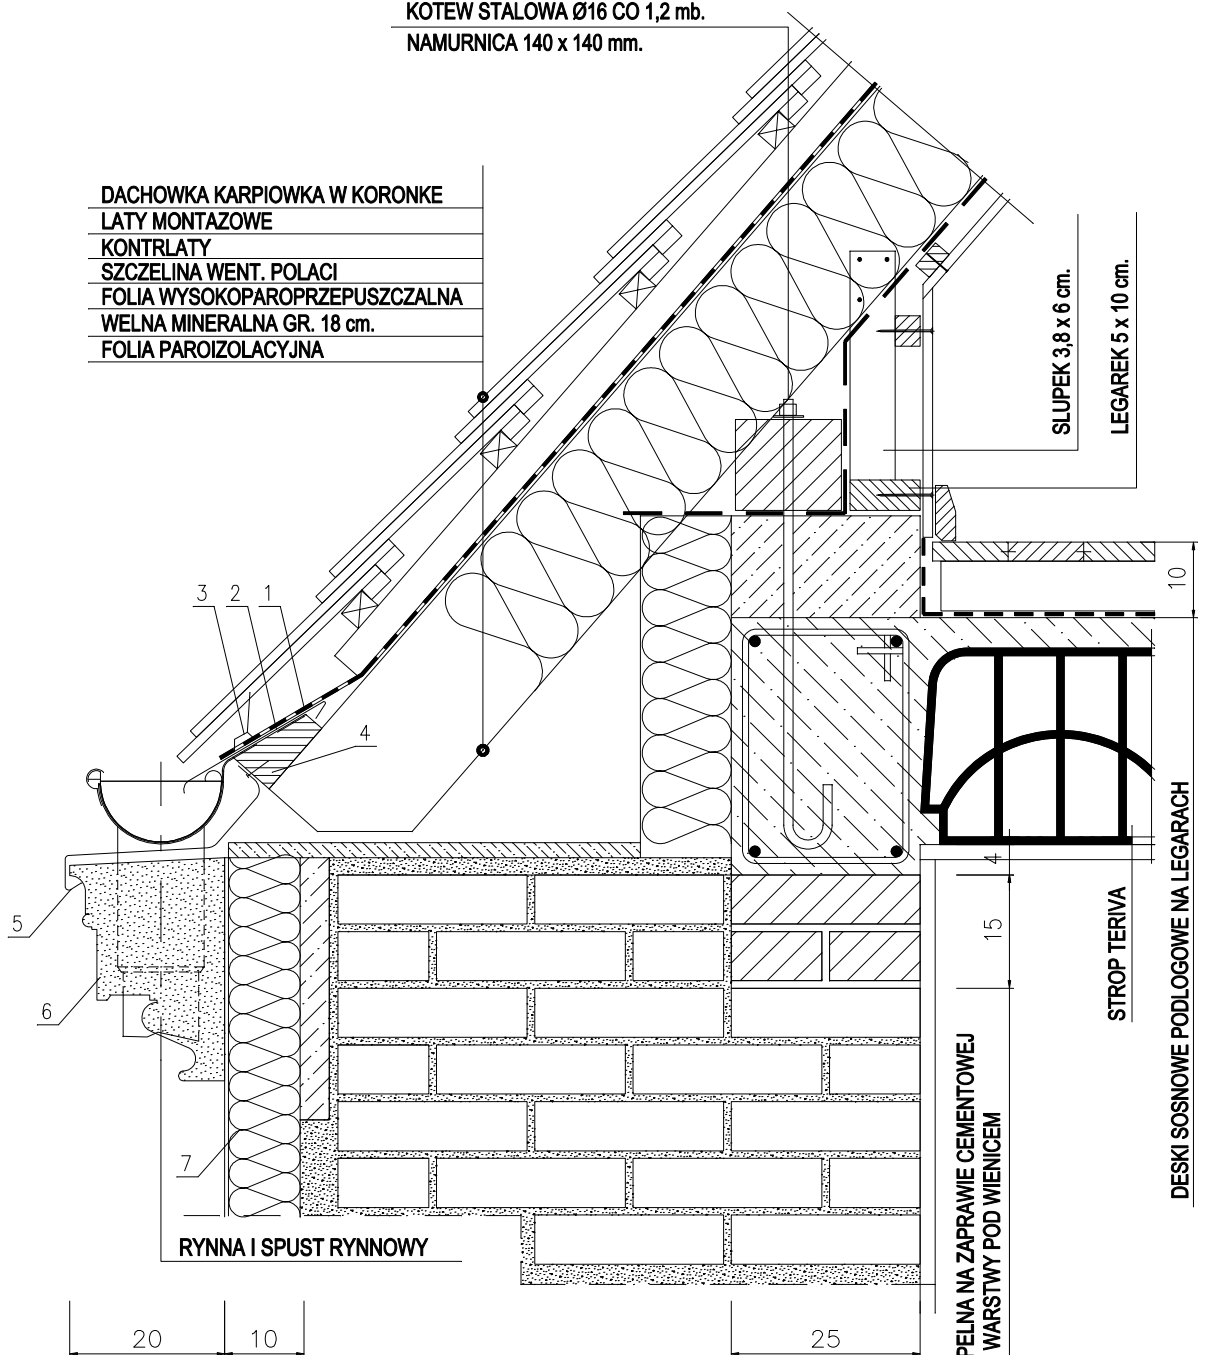 KOTEW STALOWA Ø16 CO 1,2 mb.
NAMURNICA 140 x 140 mm.
DACHOWKA KARPIOWKA W KORONKE
LATY MONTAZOWE
KONTRLATY
SZCZELINA WENT. POLACI
FOLIA WYSOKOPAROPRZEPUSZCZALNA
WELNA MINERALNA GR. 18 cm.
FOLIA PAROIZOLACYJNA
SLUPEK 3,8 x 6 cm.
LEGAREK 5 x 10 cm.
10
3
2
1
4
5
6
7
4
15
STROP TERIVA
DESKI SOSNOWE PODLOGOWE NA LEGARACH
PELNA NA ZAPRAWIE CEMENTOWEJ
WARSTWY POD WIENICEM
RYNNA I SPUST RYNNOWY
20
10
25